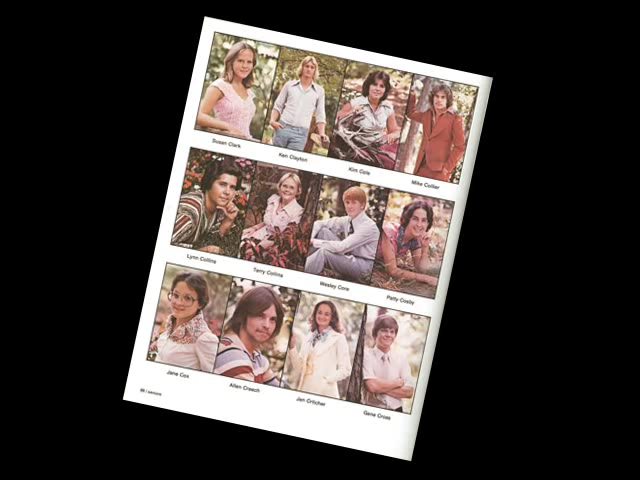 Susan Clark Ken Clayton Kim Cole Mike Collier
Lynn Collins Terry Collins Wesley Core Patty Cosby
Jane Cox Allen Creech Jan Critcher Gene Cross